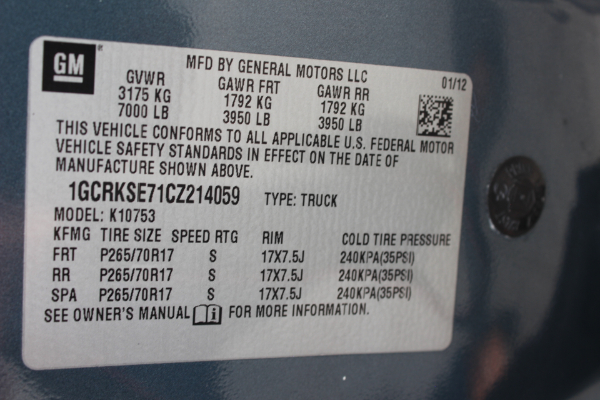 GM
MFD BY GENERAL MOTORS LLC
01/12
GVWR GAWR FRT GAWR RR
3175 KG 1792 KG 1792 KG
7000 LB 3950 LB 3950 LB
THIS VEHICLE CONFORMS TO ALL APPLICABLE U.S. FEDERAL MOTOR
VEHICLE SAFETY STANDARDS IN EFFECT ON THE DATE OF
MANUFACTURE SHOWN ABOVE.
1GCRKSE71CZ214059 TYPE: TRUCK
MODEL: K10753
KFMG TIRE SIZE SPEED RTG RIM COLD TIRE PRESSURE
FRT P265/70R17 S 17X7.5J 240KPA(35PSI)
RR P265/70R17 S 17X7.5J 240KPA(35PSI)
SPA P265/70R17 S 17X7.5J 240KPA(35PSI)
SEE OWNER'S MANUAL FOR MORE INFORMATION.